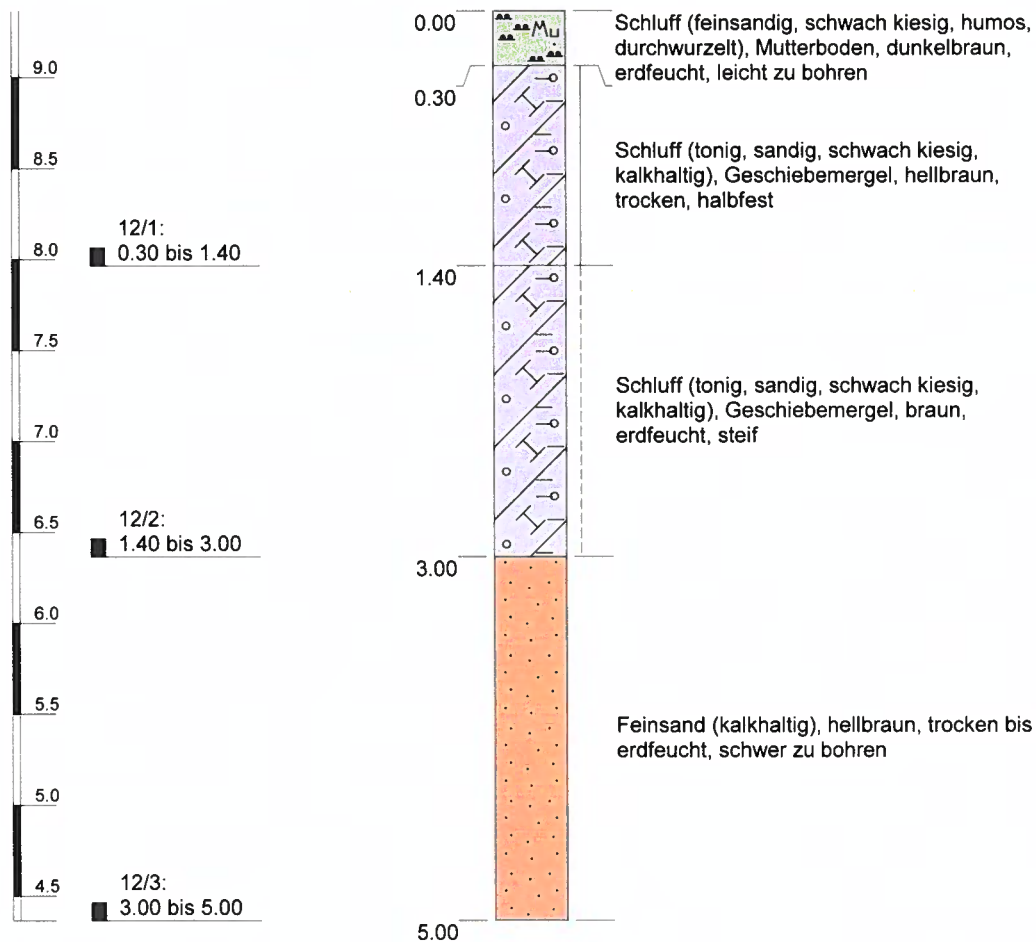 0.00
Mu
Schluff (feinsandig, schwach kiesig, humos,
durchwurzelt), Mutterboden, dunkelbraun,
erdfeucht, leicht zu bohren
9.0
0.30
8.5
Schluff (tonig, sandig, schwach kiesig,
kalkhaltig), Geschiebemergel, hellbraun,
trocken, halbfest
12/1:
0.30 bis 1.40
8.0
1.40
7.5
Schluff (tonig, sandig, schwach kiesig,
kalkhaltig), Geschiebemergel, braun,
erdfeucht, steif
7.0
12/2:
1.40 bis 3.00
6.5
3.00
6.0
5.5
Feinsand (kalkhaltig), hellbraun, trocken bis
erdfeucht, schwer zu bohren
5.0
12/3:
3.00 bis 5.00
4.5
5.00